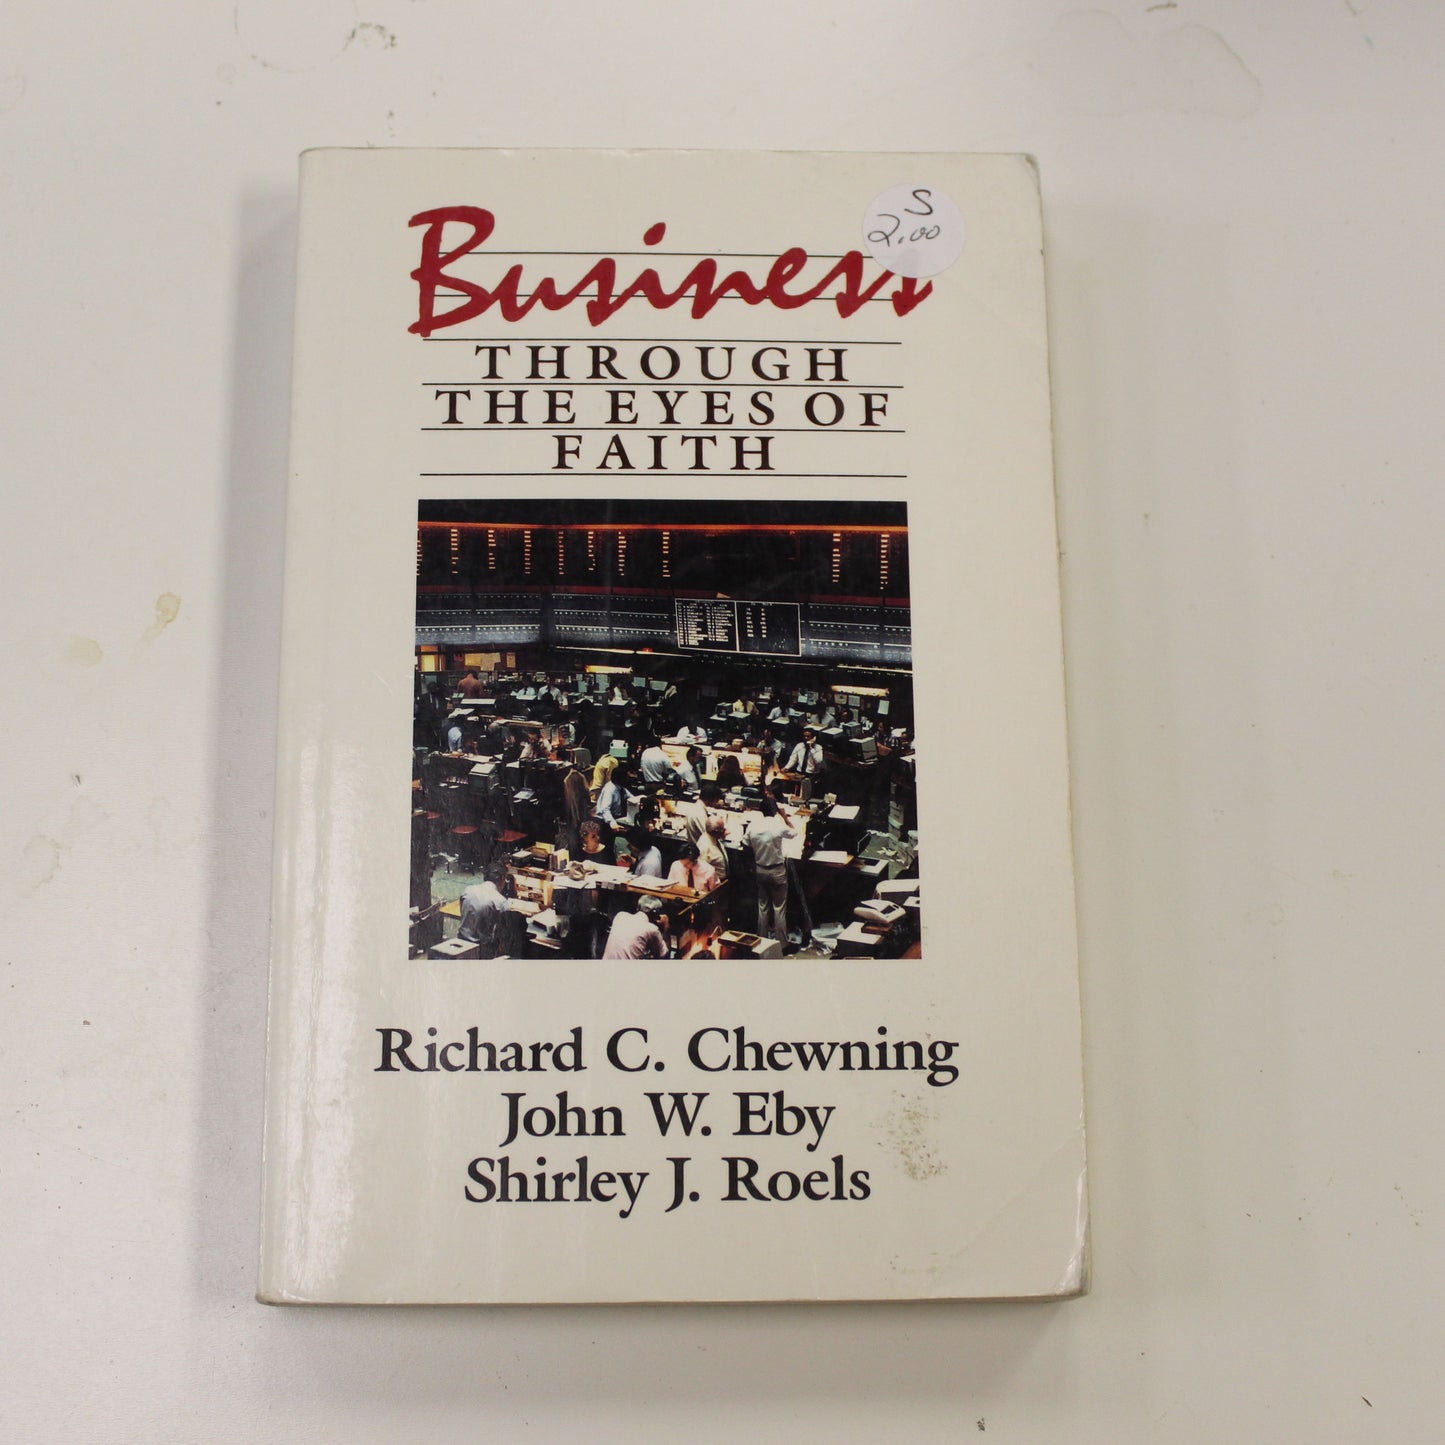 S
2.00
Business
THROUGH
THE EYES OF
FAITH
Richard C. Chewning
John W. Eby
Shirley J. Roels